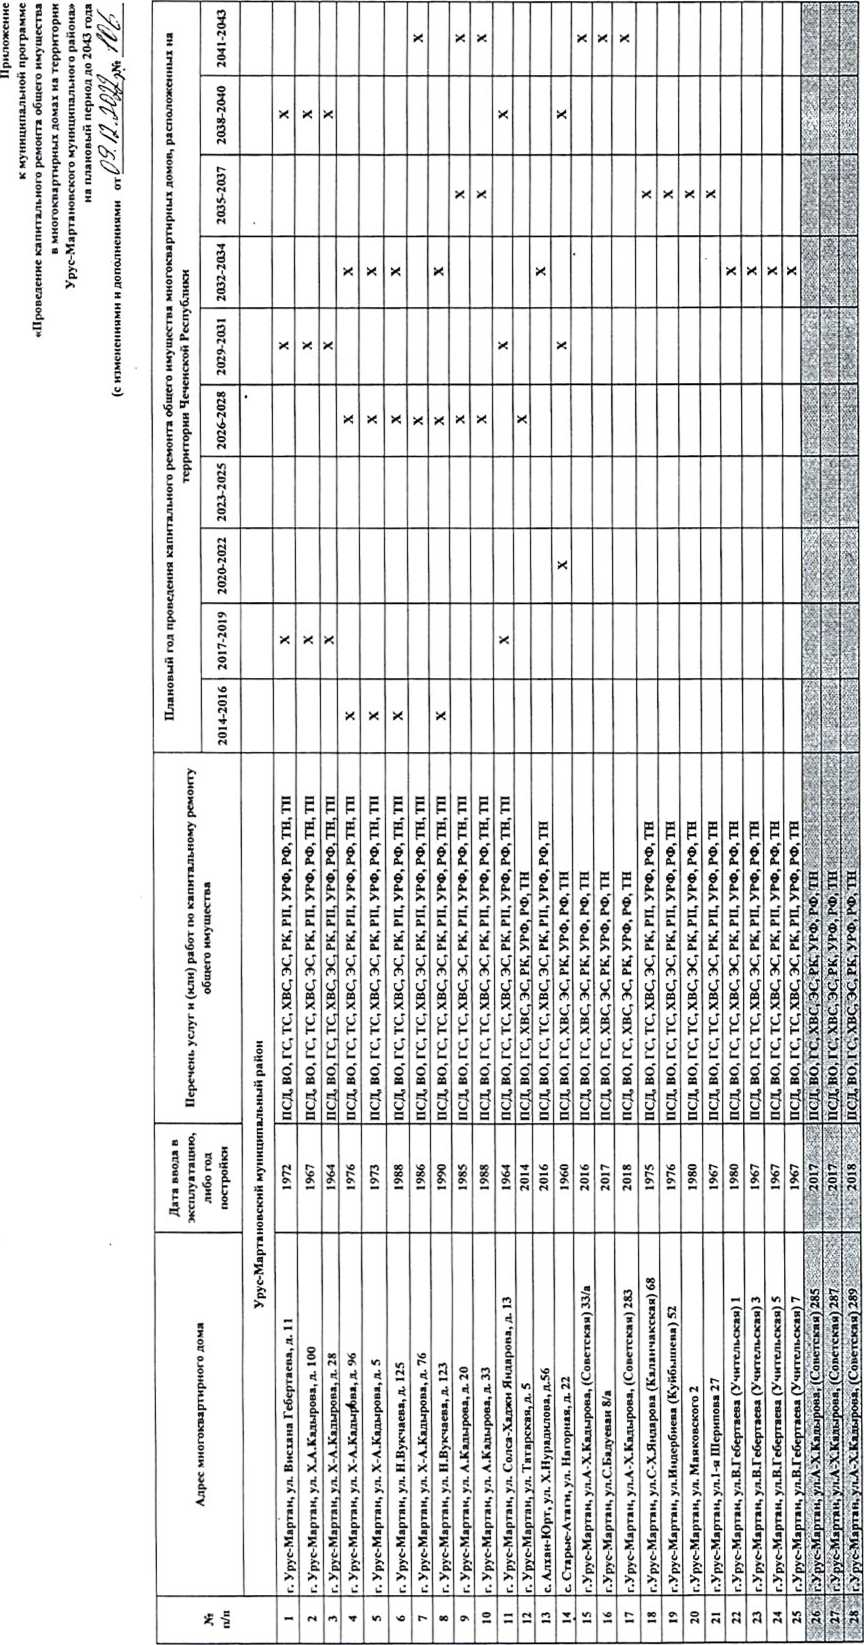 Приложение
к муниципальной программе
«Проведение капитального ремонта общего имущества
в многоквартирных домах на территории
Урус-Мартановского муниципального района»
на плановый период до 2043 года
(с изменениями и дополнениями от 09.12.2022г № 106
№ п/п | Адрес многоквартирного дома | Дата ввода в эксплуатацию, либо год постройки | Перечень услуг и (или) работ по капитальному ремонту общего имущества | Плановый год проведения капитального ремонта общего имущества многоквартирных домов, расположенных на территории Чеченской Республики
2014-2016 | 2017-2019 | 2020-2022 | 2023-2025 | 2026-2028 | 2029-2031 | 2032-2034 | 2035-2037 | 2038-2040 | 2041-2043
Урус-Мартановский муниципальный район
1 | г. Урус-Мартан, ул. Висхана Гебертаева, д. 11 | 1972 | ПСД, ВО, ГС, ТС, ХВС, ЭС, РК, РП, УРФ, РФ, ТН, ТП | | X | | | | X | | | X |
2 | г. Урус-Мартан, ул. Х.А.Кадырова, д. 100 | 1967 | ПСД, ВО, ГС, ТС, ХВС, ЭС, РК, РП, УРФ, РФ, ТН, ТП | | X | | | | X | | | X |
3 | г. Урус-Мартан, ул. Х-А.Кадырова, д. 28 | 1964 | ПСД, ВО, ГС, ТС, ХВС, ЭС, РК, РП, УРФ, РФ, ТН, ТП | | X | | | | X | | | X |
4 | г. Урус-Мартан, ул. Х-А.Кадырова, д. 96 | 1976 | ПСД, ВО, ГС, ТС, ХВС, ЭС, РК, РП, УРФ, РФ, ТН, ТП | X | | | | X | | X | | |
5 | г. Урус-Мартан, ул. Х-А.Кадырова, д. 5 | 1973 | ПСД, ВО, ГС, ТС, ХВС, ЭС, РК, РП, УРФ, РФ, ТН, ТП | X | | | | X | | X | | |
6 | г. Урус-Мартан, ул. Н.Вукчаева, д. 125 | 1988 | ПСД, ВО, ГС, ТС, ХВС, ЭС, РК, РП, УРФ, РФ, ТН, ТП | X | | | | X | | X | | |
7 | г. Урус-Мартан, ул. Х-А.Кадырова, д. 76 | 1986 | ПСД, ВО, ГС, ТС, ХВС, ЭС, РК, РП, УРФ, РФ, ТН, ТП | | | | | X | | | | | X
8 | г. Урус-Мартан, ул. Н.Вукчаева, д. 123 | 1990 | ПСД, ВО, ГС, ТС, ХВС, ЭС, РК, РП, УРФ, РФ, ТН, ТП | X | | | | X | | X | | |
9 | г. Урус-Мартан, ул. А.Кадырова, д. 20 | 1985 | ПСД, ВО, ГС, ТС, ХВС, ЭС, РК, РП, УРФ, РФ, ТН, ТП | | | | | X | | | X | | X
10 | г. Урус-Мартан, ул. А.Кадырова, д. 33 | 1988 | ПСД, ВО, ГС, ТС, ХВС, ЭС, РК, РП, УРФ, РФ, ТН, ТП | | | | | X | | | X | | X
11 | г. Урус-Мартан, ул. Солса-Хаджи Яндарова, д. 13 | 1964 | ПСД, ВО, ГС, ТС, ХВС, ЭС, РК, РП, УРФ, РФ, ТН, ТП | | X | | | | X | | | X |
12 | г. Урус-Мартан, ул. Татарская, д. 5 | 2014 | ПСД, ВО, ГС, ХВС, ЭС, РК, УРФ, РФ, ТН | | | | | X | | | | |
13 | с. Алхан-Юрт, ул. Х.Нурадилова, д.56 | 2016 | ПСД, ВО, ГС, ТС, ХВС, ЭС, РК, РП, УРФ, РФ, ТН | | | | | | | X | | |
14 | с. Старые-Атаги, ул. Нагорная, д. 22 | 1960 | ПСД, ВО, ГС, ХВС, ЭС, РК, УРФ, РФ, ТН | | | X | | | X | | | X |
15 | г.Урус-Мартан, ул.А-Х.Кадырова, (Советская) 33/а | 2016 | ПСД, ВО, ГС, ХВС, ЭС, РК, УРФ, РФ, ТН | | | | | | | | | | X
16 | г.Урус-Мартан, ул.С.Бадуеван 8/а | 2017 | ПСД, ВО, ГС, ХВС, ЭС, РК, УРФ, РФ, ТН | | | | | | | | | | X
17 | г.Урус-Мартан, ул.А-Х.Кадырова, (Советская) 283 | 2018 | ПСД, ВО, ГС, ХВС, ЭС, РК, УРФ, РФ, ТН | | | | | | | | | | X
18 | г.Урус-Мартан, ул.С-Х.Яндарова (Каланчакская) 68 | 1975 | ПСД, ВО, ГС, ТС, ХВС, ЭС, РК, РП, УРФ, РФ, ТН | | | | | | | | X | |
19 | г.Урус-Мартан, ул.Индербиева (Куйбышева) 52 | 1976 | ПСД, ВО, ГС, ТС, ХВС, ЭС, РК, РП, УРФ, РФ, ТН | | | | | | | | X | |
20 | г.Урус-Мартан, ул. Маяковского 2 | 1980 | ПСД, ВО, ГС, ТС, ХВС, ЭС, РК, РП, УРФ, РФ, ТН | | | | | | | | X | |
21 | г.Урус-Мартан, ул.1-я Шерипова 27 | 1967 | ПСД, ВО, ГС, ТС, ХВС, ЭС, РК, РП, УРФ, РФ, ТН | | | | | | | | X | |
22 | г.Урус-Мартан, ул.В.Гебертаева (Учительская) 1 | 1980 | ПСД, ВО, ГС, ТС, ХВС, ЭС, РК, РП, УРФ, РФ, ТН | | | | | | | X | | |
23 | г.Урус-Мартан, ул.В.Гебертаева (Учительская) 3 | 1967 | ПСД, ВО, ГС, ТС, ХВС, ЭС, РК, РП, УРФ, РФ, ТН | | | | | | | X | | |
24 | г.Урус-Мартан, ул.В.Гебертаева (Учительская) 5 | 1967 | ПСД, ВО, ГС, ТС, ХВС, ЭС, РК, РП, УРФ, РФ, ТН | | | | | | | X | | |
25 | г.Урус-Мартан, ул.В.Гебертаева (Учительская) 7 | 1967 | ПСД, ВО, ГС, ТС, ХВС, ЭС, РК, РП, УРФ, РФ, ТН | | | | | | | X | | |
26 | г.Урус-Мартан, ул.А-Х.Кадырова, (Советская) 285 | 2017 | ПСД, ВО, ГС, ХВС, ЭС, РК, УРФ, РФ, ТН
27 | г.Урус-Мартан, ул.А-Х.Кадырова, (Советская) 287 | 2017 | ПСД, ВО, ГС, ХВС, ЭС, РК, УРФ, РФ, ТН
28 | г.Урус-Мартан, ул.А-Х.Кадырова, (Советская) 289 | 2018 | ПСД, ВО, ГС, ХВС, ЭС, РК, УРФ, РФ, ТН